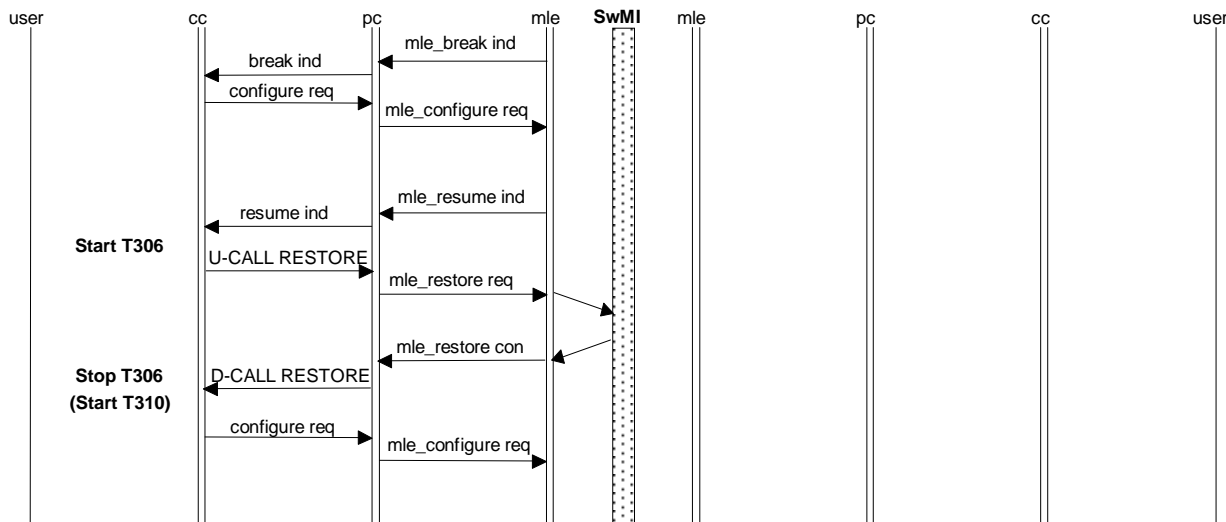 user cc pc mle SwMI mle pc cc user
mle_break ind
break ind
configure req
mle_configure req
mle_resume ind
resume ind
Start T306
U-CALL RESTORE
mle_restore req
mle_restore con
Stop T306 D-CALL RESTORE
(Start T310)
configure req
mle_configure req